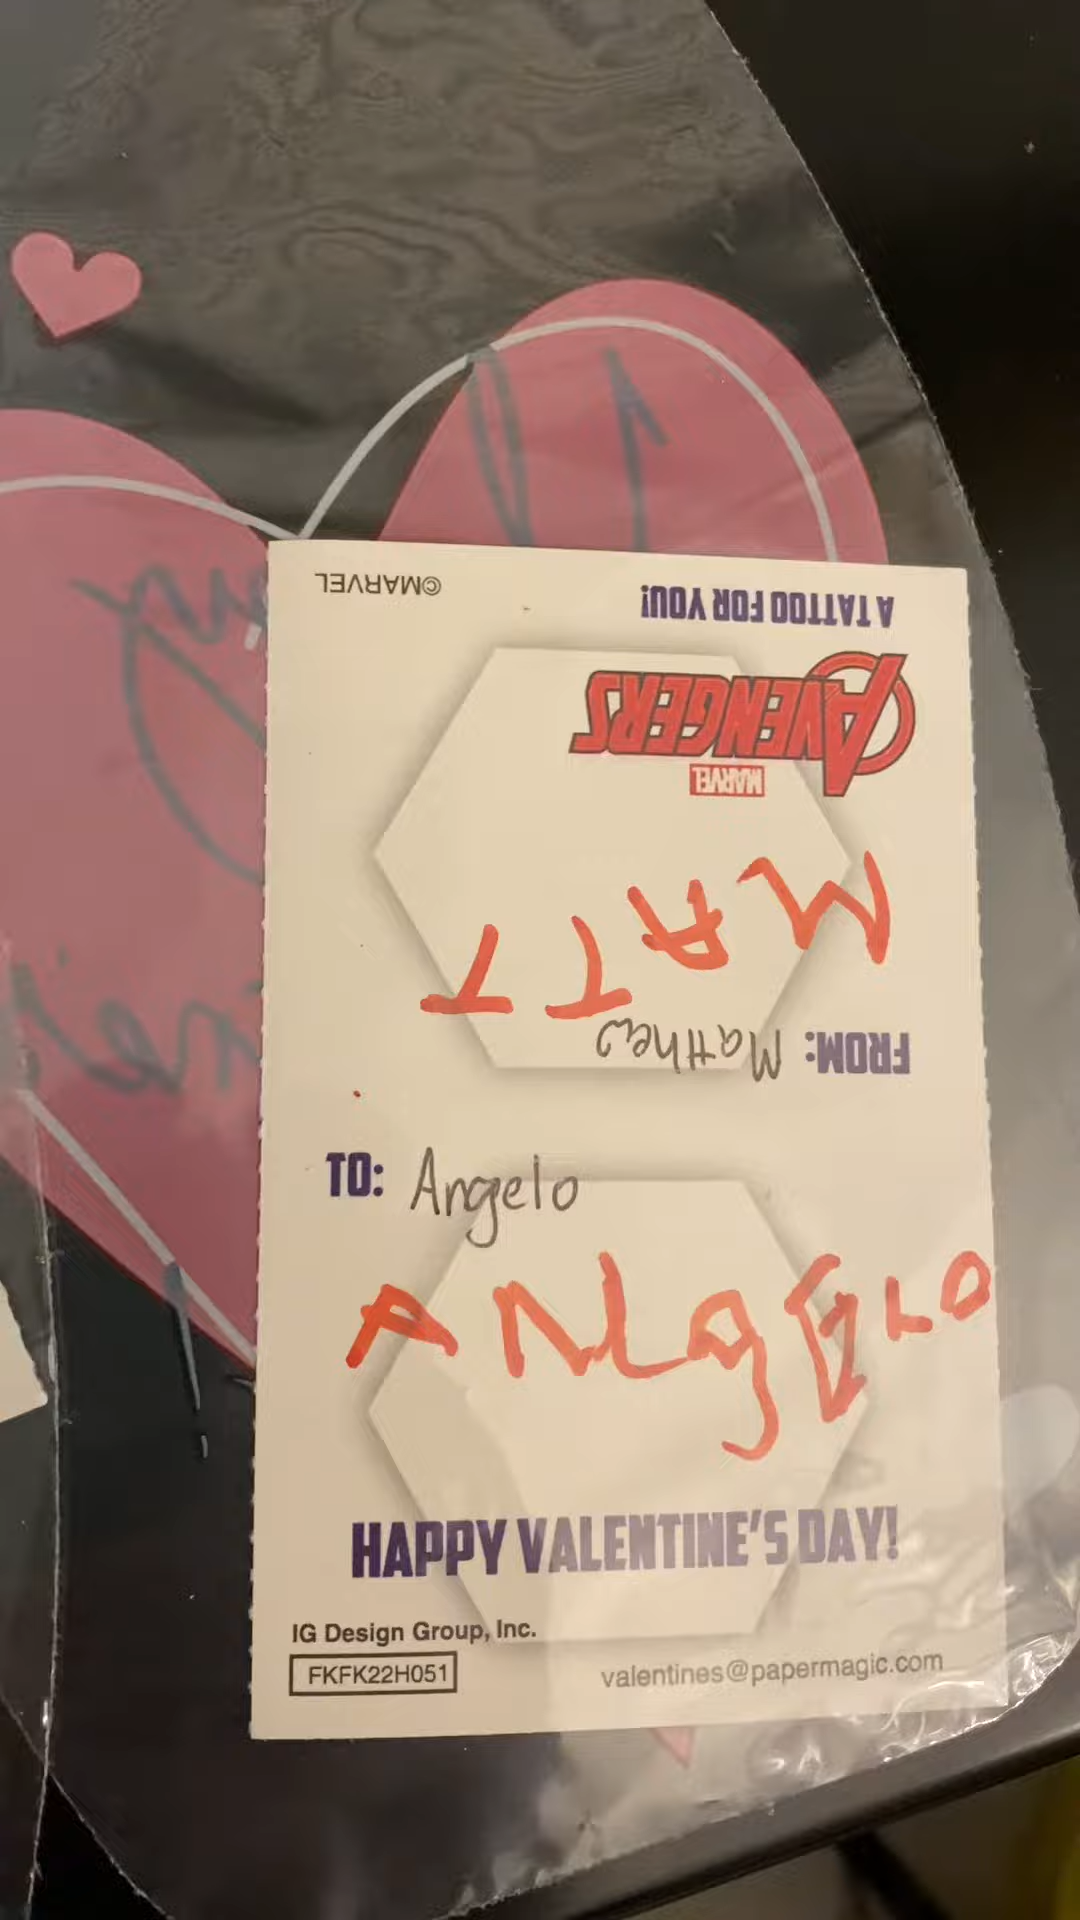 ©MARVEL
A TATTOO FOR YOU!
AVENGERS
MARVEL
MATT
FROM: Matthew
TO: Angelo
ANGELO
HAPPY VALENTINE'S DAY!
IG Design Group, Inc.
FKFK22H051
valentines@papermagic.com